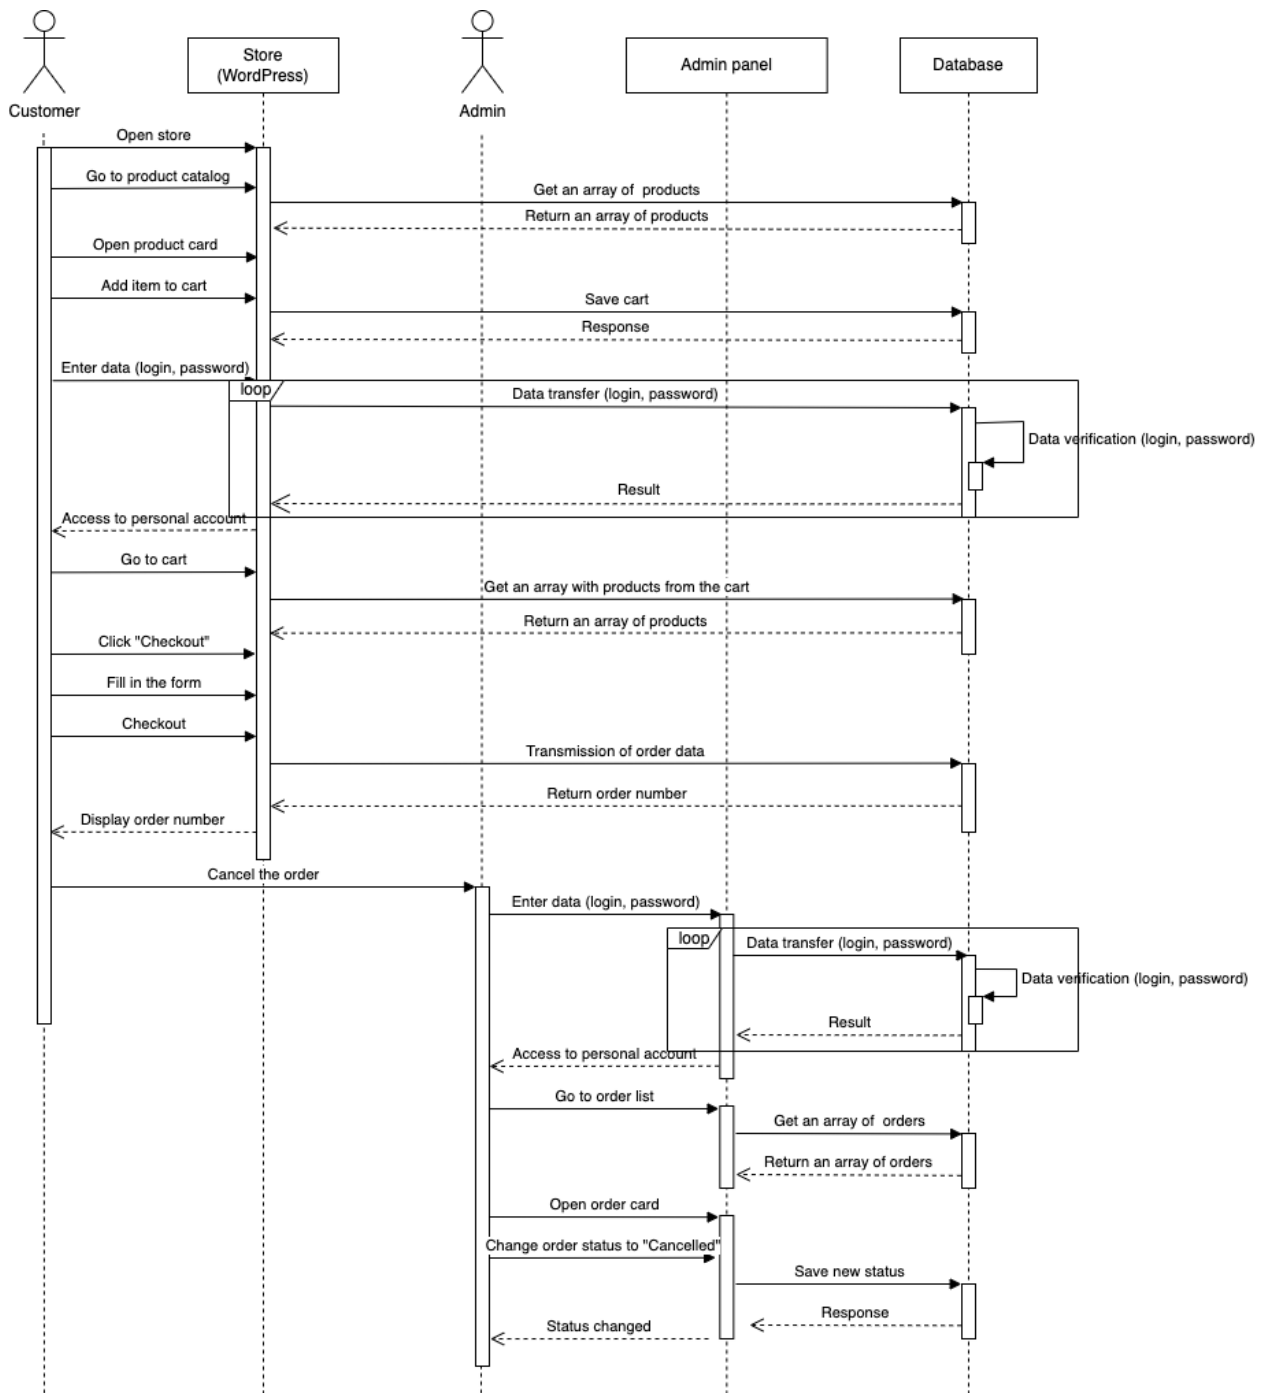 Store
(WordPress)
Admin panel
Database
Customer
Admin
Open store
Go to product catalog
Get an array of  products
Return an array of products
Open product card
Add item to cart
Save cart
Response
Enter data (login, password)
loop
Data transfer (login, password)
Data verification (login, password)
Result
Access to personal account
Go to cart
Get an array with products from the cart
Return an array of products
Click "Checkout"
Fill in the form
Checkout
Transmission of order data
Return order number
Display order number
Cancel the order
Enter data (login, password)
loop
Data transfer (login, password)
Data verification (login, password)
Result
Access to personal account
Go to order list
Get an array of  orders
Return an array of orders
Open order card
Change order status to "Cancelled"
Save new status
Response
Status changed